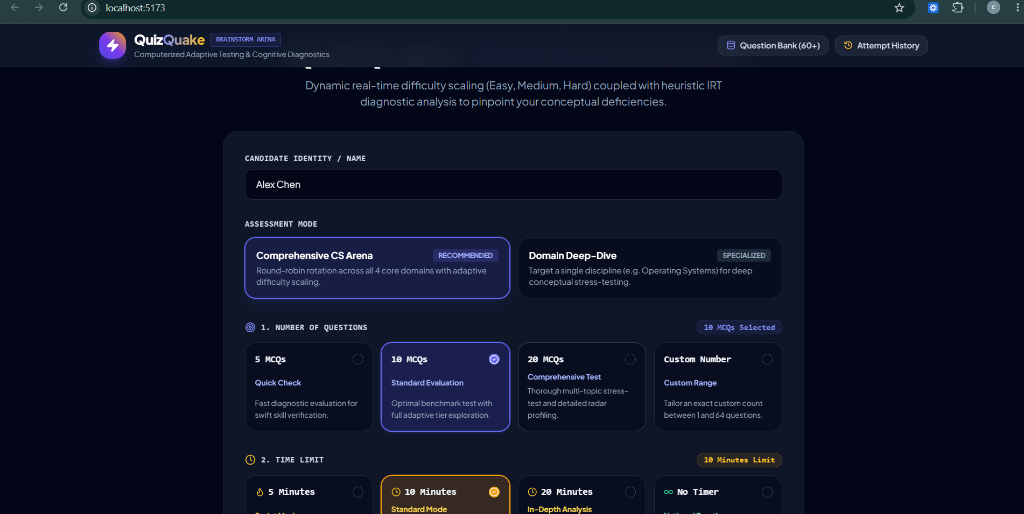 localhost:5173
C
QuizQuake BRAINSTORM ARENA
Computerized Adaptive Testing & Cognitive Diagnostics
Question Bank (60+)
Attempt History
Dynamic real-time difficulty scaling (Easy, Medium, Hard) coupled with heuristic IRT
diagnostic analysis to pinpoint your conceptual deficiencies.
CANDIDATE IDENTITY / NAME
Alex Chen
ASSESSMENT MODE
Comprehensive CS Arena RECOMMENDED
Round-robin rotation across all 4 core domains with adaptive
difficulty scaling.
Domain Deep-Dive SPECIALIZED
Target a single discipline (e.g. Operating Systems) for deep
conceptual stress-testing.
1. NUMBER OF QUESTIONS
10 MCQs Selected
5 MCQs
Quick Check
Fast diagnostic evaluation for
swift skill verification.
10 MCQs
Standard Evaluation
Optimal benchmark test with
full adaptive tier exploration.
20 MCQs
Comprehensive Test
Thorough multi-topic stress-
test and detailed radar
profiling.
Custom Number
Custom Range
Tailor an exact custom count
between 1 and 64 questions.
2. TIME LIMIT
10 Minutes Limit
5 Minutes
10 Minutes
Standard Mode
20 Minutes
In-Depth Analysis
No Timer